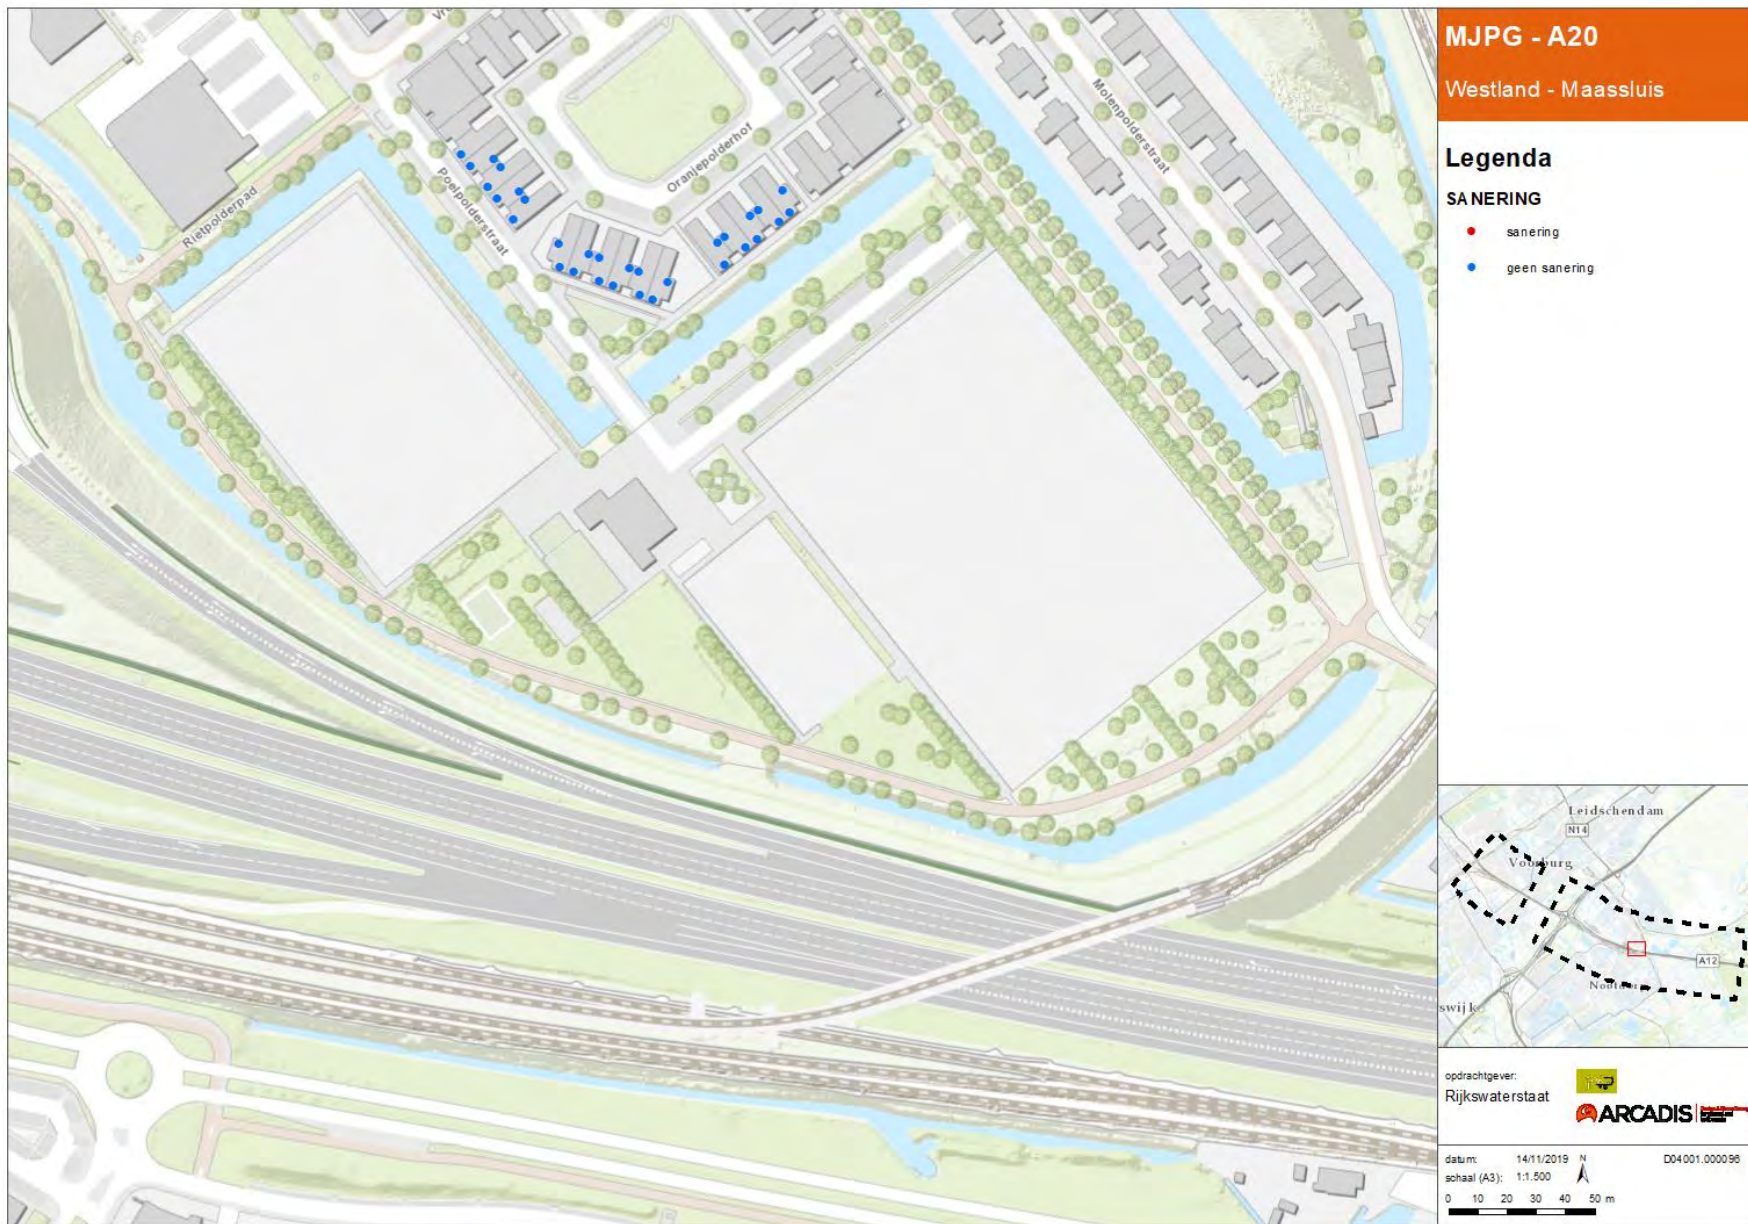 MJPG - A20
Westland - Maassluis
Legenda
SANERING
sanering
geen sanering
Rietpolderpad
Poelpolderstraat
Oranjepolderhof
Molenpolderstraat
Leidschendam
N14
Voorburg
A12
swijk
opdrachtgever:
Rijkswaterstaat
ARCADIS
datum: 14/11/2019 N D04001.000096
schaal (A3): 1:1.500
0 10 20 30 40 50 m